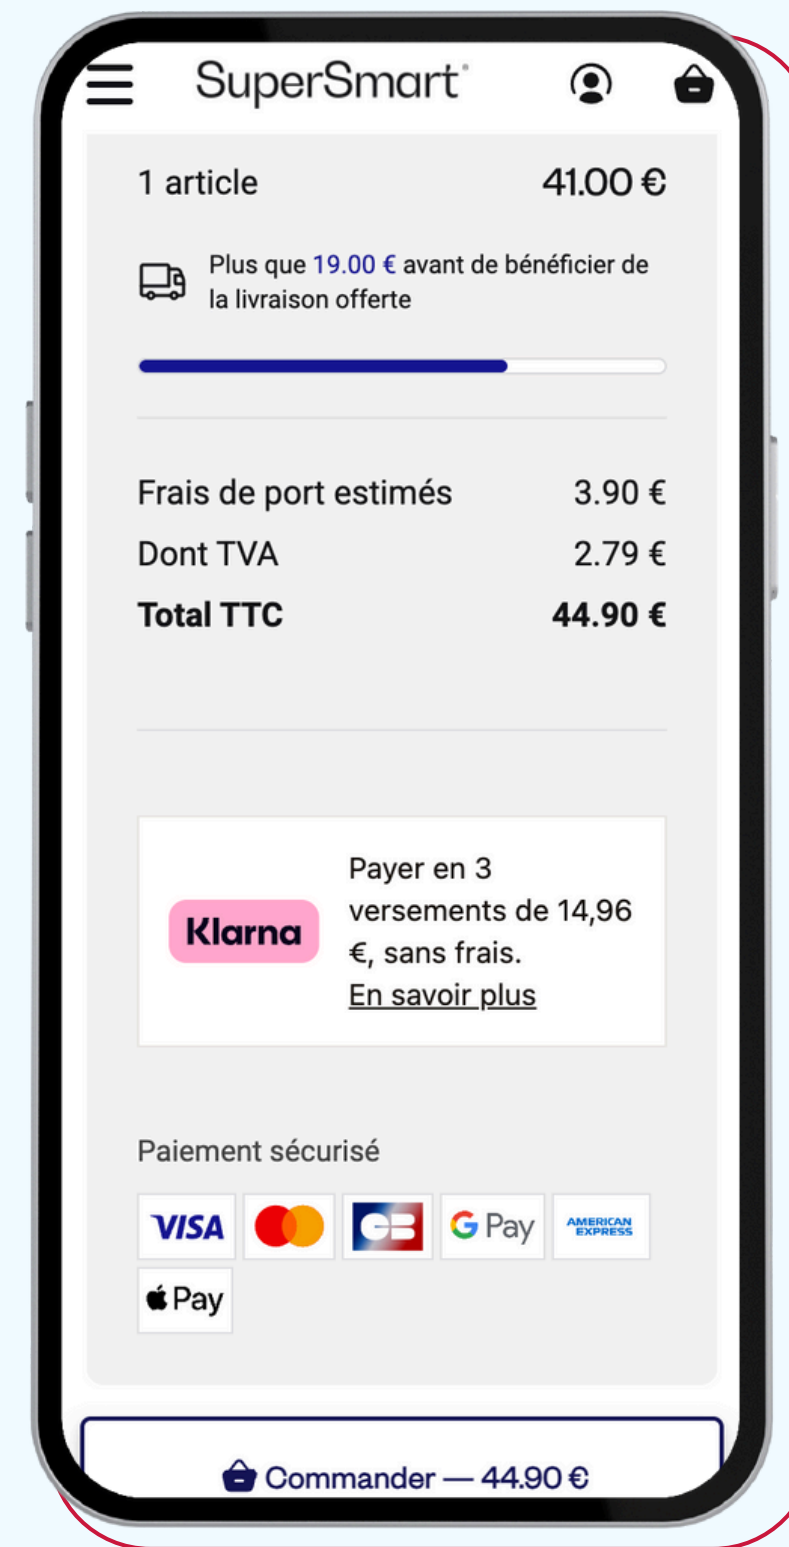 SuperSmart
1 article 41.00 €
Plus que 19.00 € avant de bénéficier de
la livraison offerte
Frais de port estimés 3.90 €
Dont TVA 2.79 €
Total TTC 44.90 €
Klarna
Payer en 3
versements de 14,96
€, sans frais.
En savoir plus
Paiement sécurisé
VISA CB G Pay AMERICAN
EXPRESS
Pay
Commander — 44.90 €